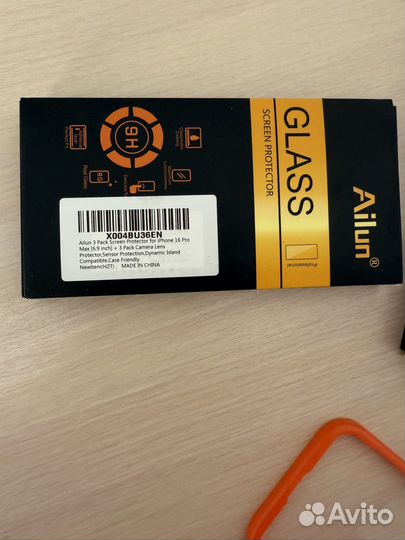 Ailun®
GLASS
SCREEN PROTECTOR
Professional
9H
X004BU36EN
Ailun 3 Pack Screen Protector for iPhone 16 Pro
Max [6.9 inch] + 3 Pack Camera Lens
Protector,Sensor Protection,Dynamic Island
Compatible,Case Friendly
NewItem(HZT) MADE IN CHINA
Avito